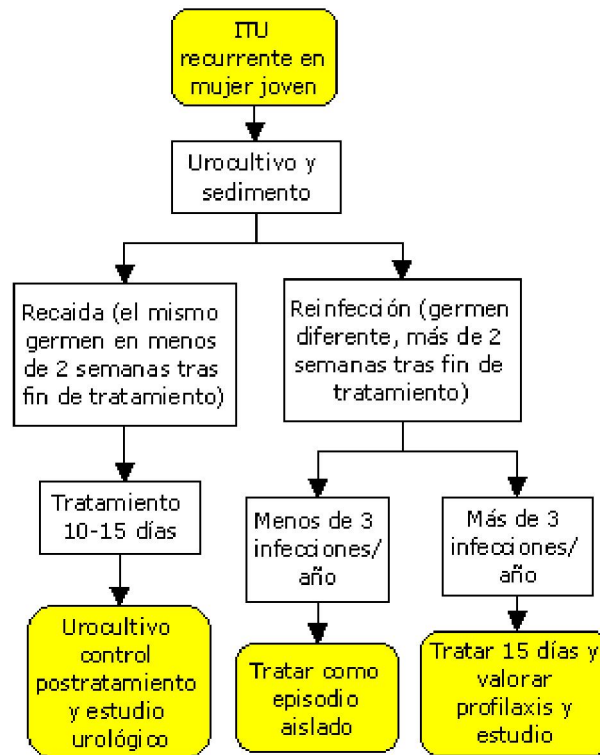 ITU
recurrente en
mujer joven
Urocultivo y
sedimento
Recaida (el mismo
germen en menos
de 2 semanas tras
fin de tratamiento)
Reinfección (germen
diferente, más de 2
semanas tras fin de
tratamiento)
Tratamiento
10-15 días
Menos de 3
infecciones/
año
Más de 3
infecciones/
año
Urocultivo
control
postratamiento
y estudio
urológico
Tratar como
episodio
aislado
Tratar 15 días y
valorar
profilaxis y
estudio